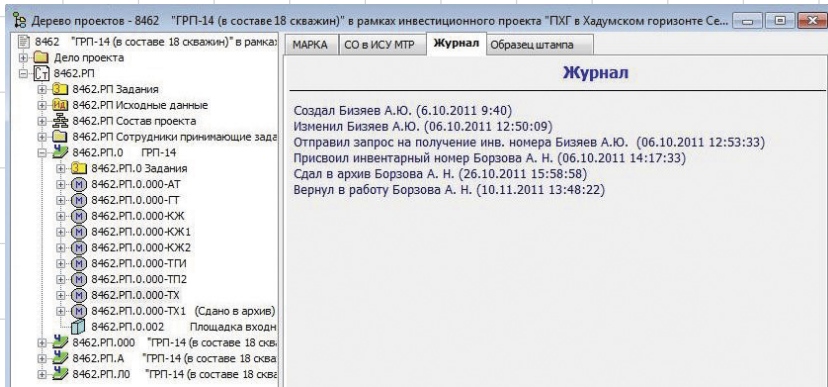 Дерево проектов - 8462 "ГРП-14 (в составе 18 скважин)" в рамках инвестиционного проекта "ПХГ в Хадумском горизонте Се...
8462 "ГРП-14 (в составе 18 скважин)" в рамка:
Дело проекта
8462.РП
8462.РП Задания
8462.РП Исходные данные
8462.РП Состав проекта
8462.РП Сотрудники принимающие зада
8462.РП.0 ГРП-14
8462.РП.0 Задания
8462.РП.0.000-АТ
8462.РП.0.000-ГТ
8462.РП.0.000-КЖ
8462.РП.0.000-КЖ1
8462.РП.0.000-КЖ2
8462.РП.0.000-ТГИ
8462.РП.0.000-ТП2
8462.РП.0.000-ТХ
8462.РП.0.000-ТХ1 (Сдано в архив)
8462.РП.0.002 Площадка входн
8462.РП.000 "ГРП-14 (в составе 18 скв
8462.РП.А "ГРП-14 (в составе 18 сква
8462.РП.Л0 "ГРП-14 (в составе 18 сква
МАРКА СО в ИСУ МТР Журнал Образец штампа
Журнал
Создал Бизяев А.Ю. (6.10.2011 9:40)
Изменил Бизяев А.Ю. (06.10.2011 12:50:09)
Отправил запрос на получение инв. номера Бизяев А.Ю. (06.10.2011 12:53:33)
Присвоил инвентарный номер Борзова А. Н. (06.10.2011 14:17:33)
Сдал в архив Борзова А. Н. (26.10.2011 15:58:58)
Вернул в работу Борзова А. Н. (10.11.2011 13:48:22)